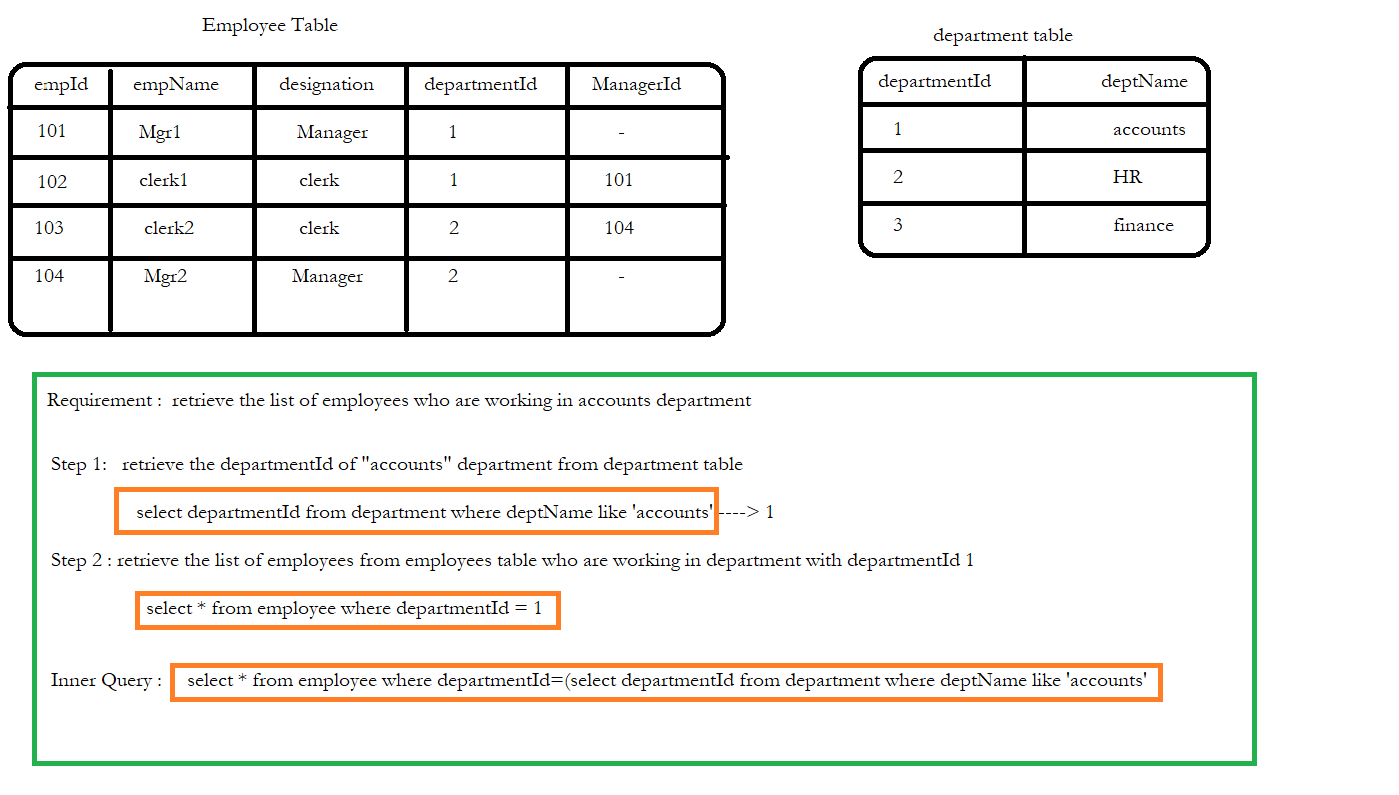 Employee Table
department table
empId empName designation departmentId ManagerId
101 Mgr1 Manager 1 -
102 clerk1 clerk 1 101
103 clerk2 clerk 2 104
104 Mgr2 Manager 2 -
departmentId deptName
1 accounts
2 HR
3 finance
Requirement : retrieve the list of employees who are working in accounts department
Step 1: retrieve the departmentId of "accounts" department from department table
select departmentId from department where deptName like 'accounts' ----> 1
Step 2 : retrieve the list of employees from employees table who are working in department with departmentId 1
select * from employee where departmentId = 1
Inner Query : select * from employee where departmentId=(select departmentId from department where deptName like 'accounts'